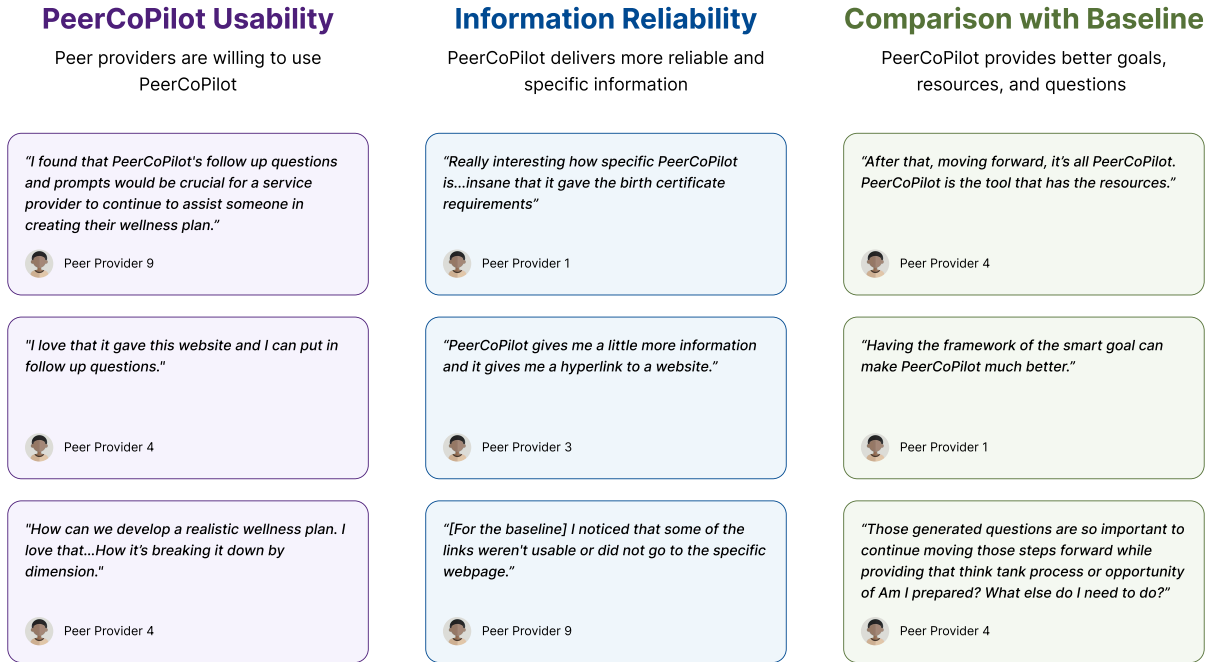 PeerCoPilot Usability
Peer providers are willing to use
PeerCoPilot
“I found that PeerCoPilot's follow up questions
and prompts would be crucial for a service
provider to continue to assist someone in
creating their wellness plan.”
Peer Provider 9
"I love that it gave this website and I can put in
follow up questions."
Peer Provider 4
"How can we develop a realistic wellness plan. I
love that...How it’s breaking it down by
dimension."
Peer Provider 4
Information Reliability
PeerCoPilot delivers more reliable and
specific information
“Really interesting how specific PeerCoPilot
is...insane that it gave the birth certificate
requirements”
Peer Provider 1
“PeerCoPilot gives me a little more information
and it gives me a hyperlink to a website.”
Peer Provider 3
“[For the baseline] I noticed that some of the
links weren't usable or did not go to the specific
webpage.”
Peer Provider 9
Comparison with Baseline
PeerCoPilot provides better goals,
resources, and questions
“After that, moving forward, it’s all PeerCoPilot.
PeerCoPilot is the tool that has the resources.”
Peer Provider 4
“Having the framework of the smart goal can
make PeerCoPilot much better.”
Peer Provider 1
“Those generated questions are so important to
continue moving those steps forward while
providing that think tank process or opportunity
of Am I prepared? What else do I need to do?”
Peer Provider 4